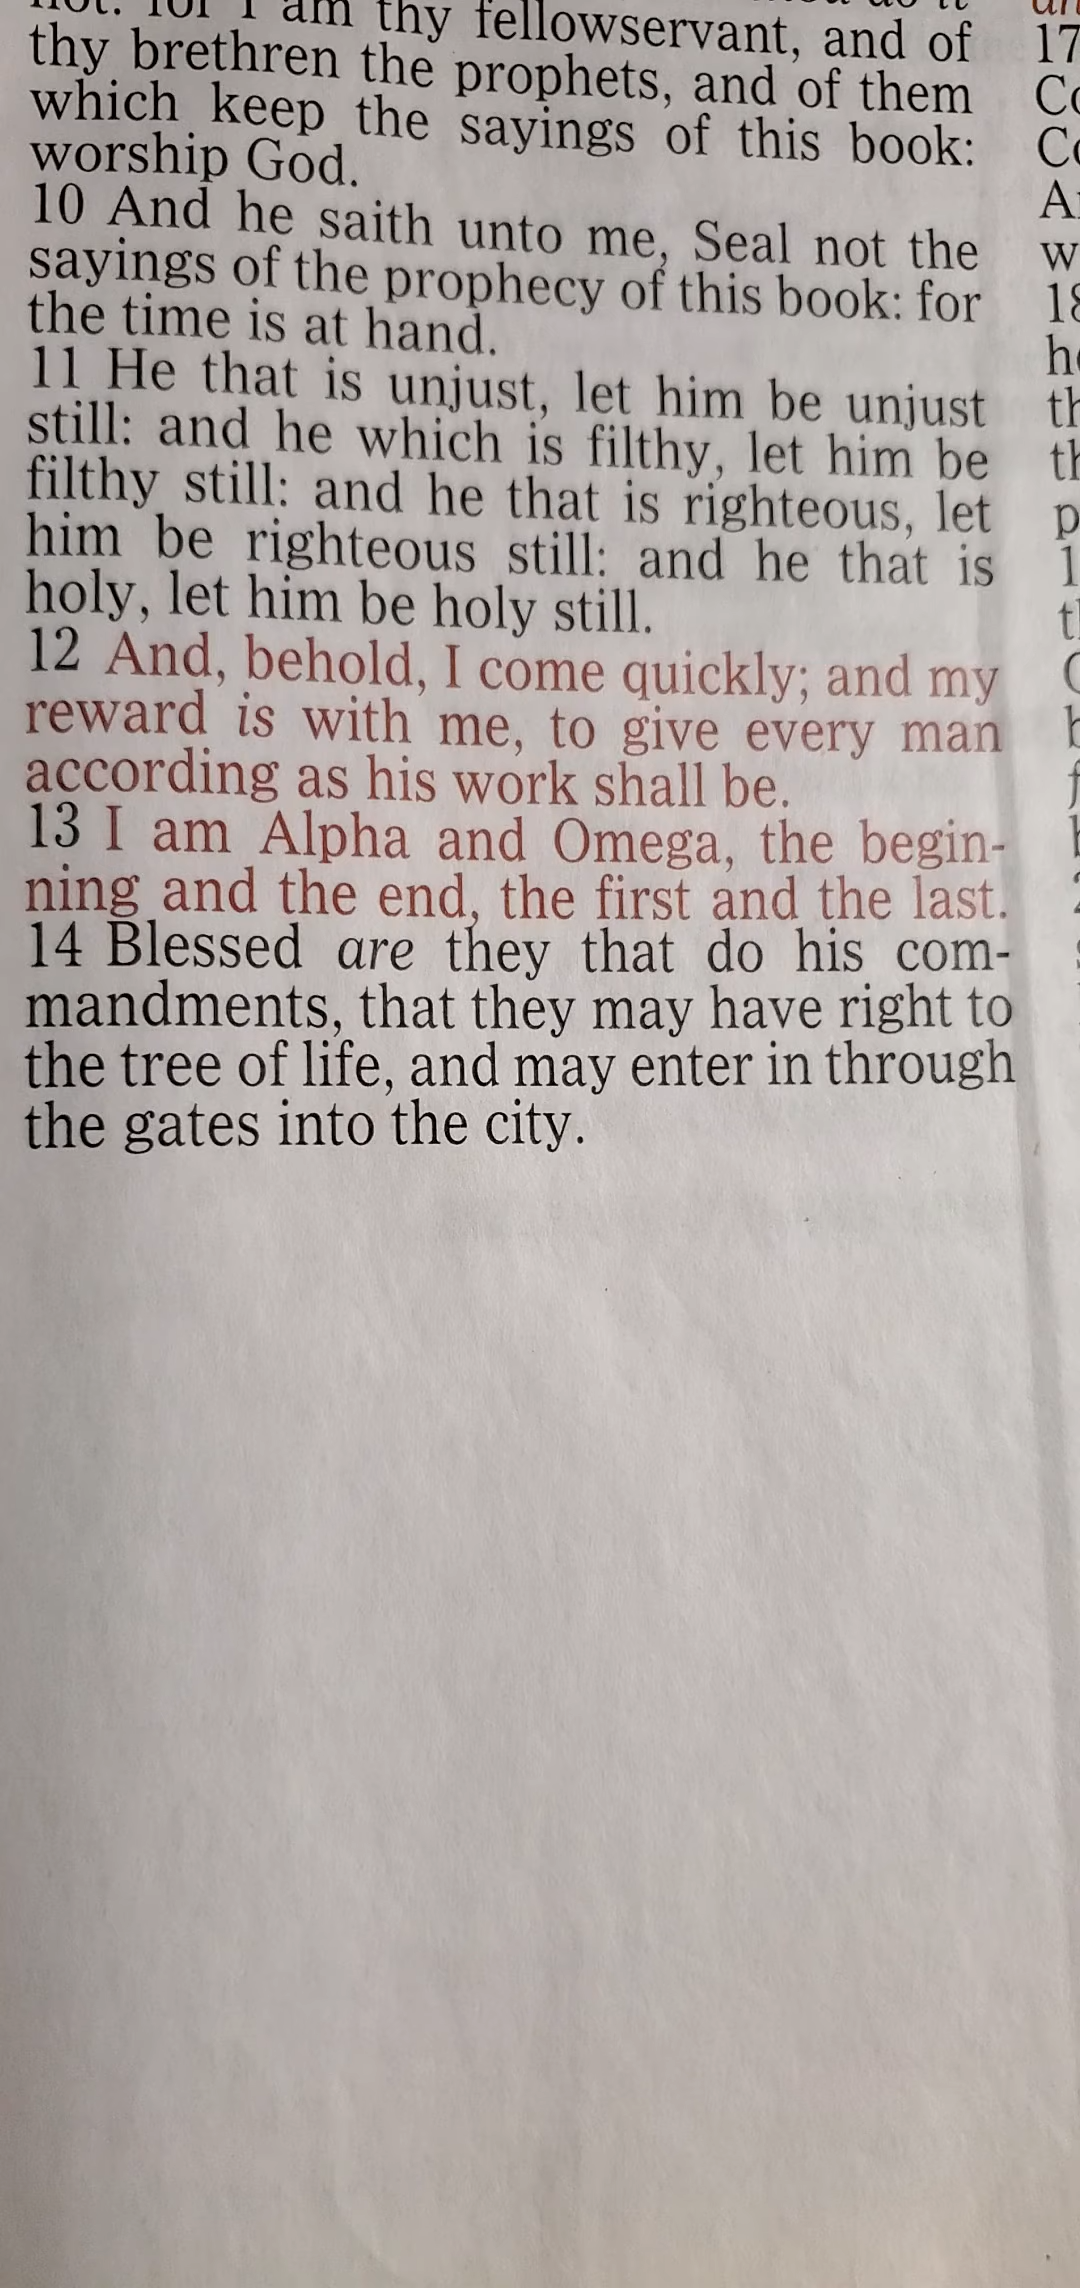 not: for I am thy fellowservant, and of
thy brethren the prophets, and of them
which keep the sayings of this book:
worship God.
10 And he saith unto me, Seal not the
sayings of the prophecy of this book: for
the time is at hand.
11 He that is unjust, let him be unjust
still: and he which is filthy, let him be
filthy still: and he that is righteous, let
him be righteous still: and he that is
holy, let him be holy still.
12 And, behold, I come quickly; and my
reward is with me, to give every man
according as his work shall be.
13 I am Alpha and Omega, the begin-
ning and the end, the first and the last.
14 Blessed are they that do his com-
mandments, that they may have right to
the tree of life, and may enter in through
the gates into the city.
17
18